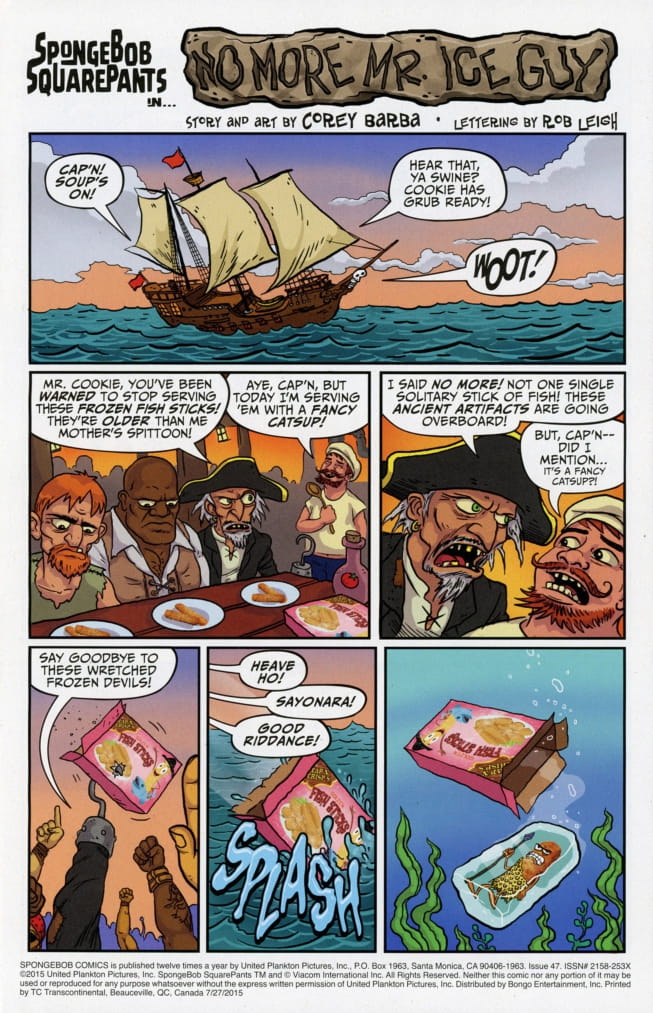 SPONGEBOB
SQUAREPANTS
IN...
NO MORE MR. ICE GUY
STORY AND ART BY COREY BARBA • LETTERING BY ROB LEIGH
CAP'N!
SOUP'S
ON!
HEAR THAT,
YA SWINE?
COOKIE HAS
GRUB READY!
WOOT!
MR. COOKIE, YOU'VE BEEN
WARNED TO STOP SERVING
THESE FROZEN FISH STICKS!
THEY'RE OLDER THAN ME
MOTHER'S SPITTOON!
AYE, CAP'N, BUT
TODAY I'M SERVING
'EM WITH A FANCY
CATSUP!
FISH STICKS
I SAID NO MORE! NOT ONE SINGLE
SOLITARY STICK OF FISH! THESE
ANCIENT ARTIFACTS ARE GOING
OVERBOARD!
BUT, CAP'N--
DID I
MENTION...
IT'S A FANCY
CATSUP?!
SAY GOODBYE TO
THESE WRETCHED
FROZEN DEVILS!
FISH STICKS
HEAVE
HO!
SAYONARA!
GOOD
RIDDANCE!
FISH STICKS
SPLASH
FISH STICKS
SPONGEBOB COMICS is published twelve times a year by United Plankton Pictures, Inc., P.O. Box 1963, Santa Monica, CA 90406-1963. Issue 47. ISSN# 2158-253X
©2015 United Plankton Pictures, Inc. SpongeBob SquarePants TM and © Viacom International Inc. All Rights Reserved. Neither this comic nor any portion of it may be
used or reproduced for any purpose whatsoever without the express written permission of United Plankton Pictures, Inc. Distributed by Bongo Entertainment, Inc. Printed
by TC Transcontinental, Beauceville, QC, Canada 7/27/2015